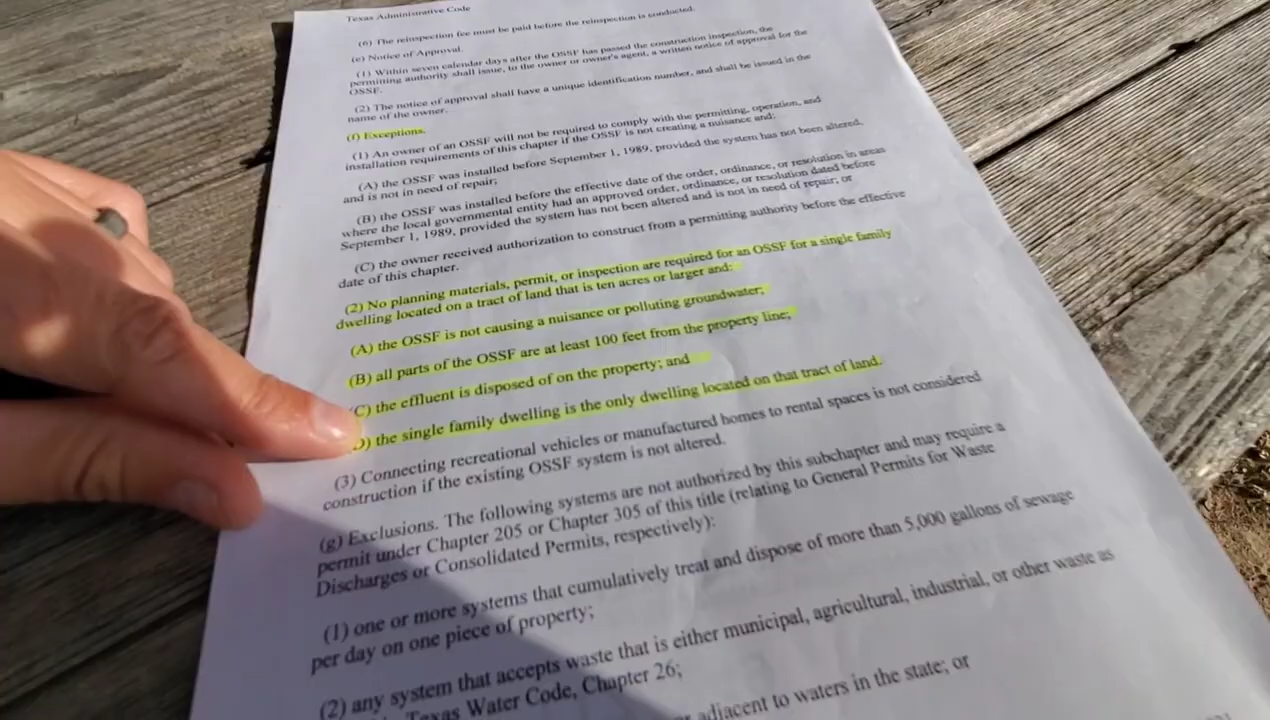 Texas Administrative Code
(6) The reinspection fee must be paid before the reinspection is conducted.
(e) Notice of Approval.
(1) Within seven calendar days after the OSSF has passed the construction inspection, the
permitting authority shall issue, to the owner or owner's agent, a written notice of approval for the
OSSF.
(2) The notice of approval shall have a unique identification number, and shall be issued in the
name of the owner.
(f) Exceptions.
(1) An owner of an OSSF will not be required to comply with the permitting, operation, and
installation requirements of this chapter if the OSSF is not creating a nuisance and:
(A) the OSSF was installed before September 1, 1989, provided the system has not been altered,
and is not in need of repair;
(B) the OSSF was installed before the effective date of the order, ordinance, or resolution in areas
where the local governmental entity had an approved order, ordinance, or resolution dated before
September 1, 1989, provided the system has not been altered and is not in need of repair; or
(C) the owner received authorization to construct from a permitting authority before the effective
date of this chapter.
(2) No planning materials, permit, or inspection are required for an OSSF for a single family
dwelling located on a tract of land that is ten acres or larger and:
(A) the OSSF is not causing a nuisance or polluting groundwater;
(B) all parts of the OSSF are at least 100 feet from the property line;
(C) the effluent is disposed of on the property; and
) the single family dwelling is the only dwelling located on that tract of land.
(3) Connecting recreational vehicles or manufactured homes to rental spaces is not considered
construction if the existing OSSF system is not altered.
(g) Exclusions. The following systems are not authorized by this subchapter and may require a
permit under Chapter 205 or Chapter 305 of this title (relating to General Permits for Waste
Discharges or Consolidated Permits, respectively):
(1) one or more systems that cumulatively treat and dispose of more than 5,000 gallons of sewage
per day on one piece of property;
(2) any system that accepts waste that is either municipal, agricultural, industrial, or other waste as
Texas Water Code, Chapter 26;
adjacent to waters in the state; or